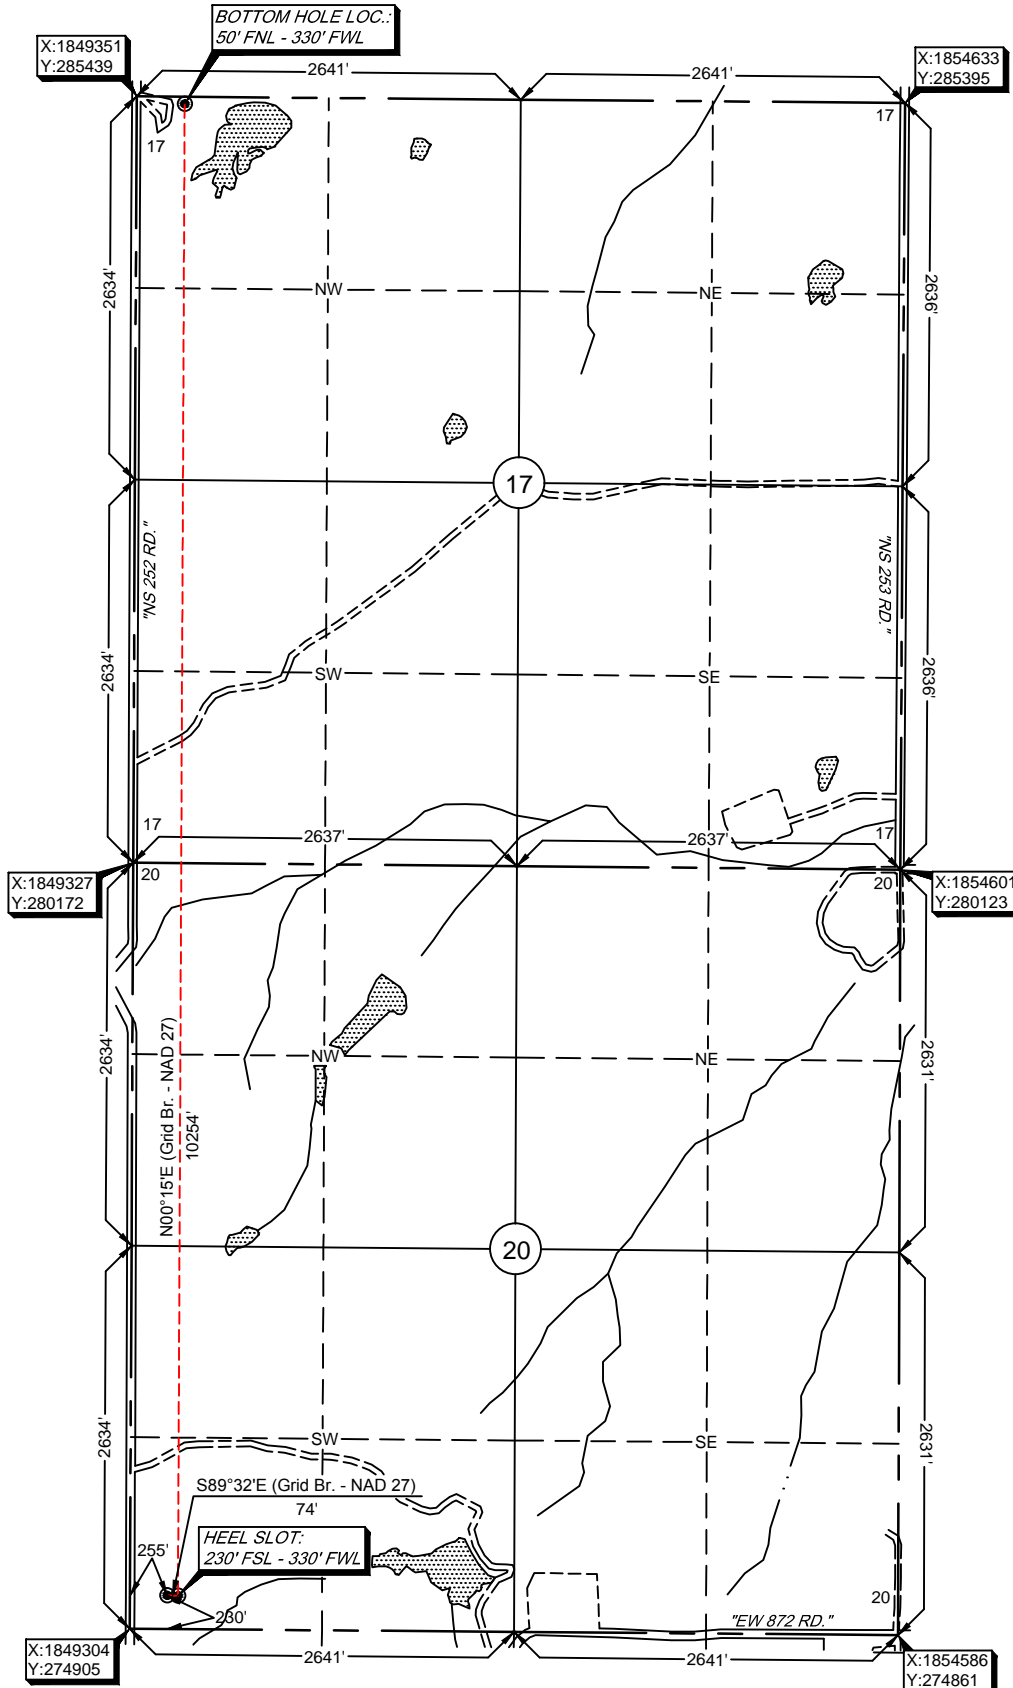 BOTTOM HOLE LOC.:
50' FNL - 330' FWL
X:1849351
Y:285439
X:1854633
Y:285395
2641'
2641'
17
17
2634'
2636'
NW
NE
17
"NS 252 RD."
"NS 253 RD."
2634'
2636'
SW
SE
17
2637'
2637'
17
20
20
X:1849327
Y:280172
X:1854601
Y:280123
2634'
2631'
NW
NE
N00°15'E (Grid Br. - NAD 27)
10254'
20
2634'
2631'
SW
SE
S89°32'E (Grid Br. - NAD 27)
74'
HEEL SLOT:
230' FSL - 330' FWL
255'
230'
20
"EW 872 RD."
2641'
2641'
X:1849304
Y:274905
X:1854586
Y:274861